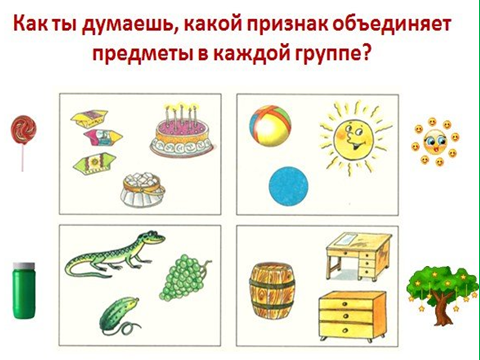 Как ты думаешь, какой признак объединяет
предметы в каждой группе?